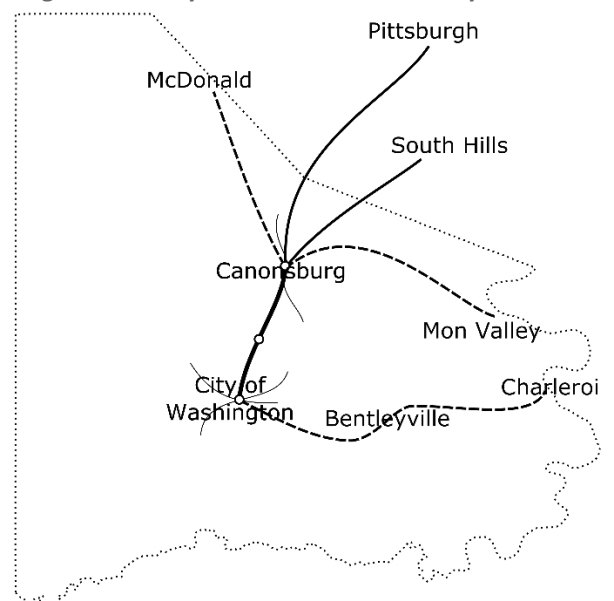 Pittsburgh
McDonald
South Hills
Canonsburg
Mon Valley
City of
Washington
Charleroi
Bentleyville